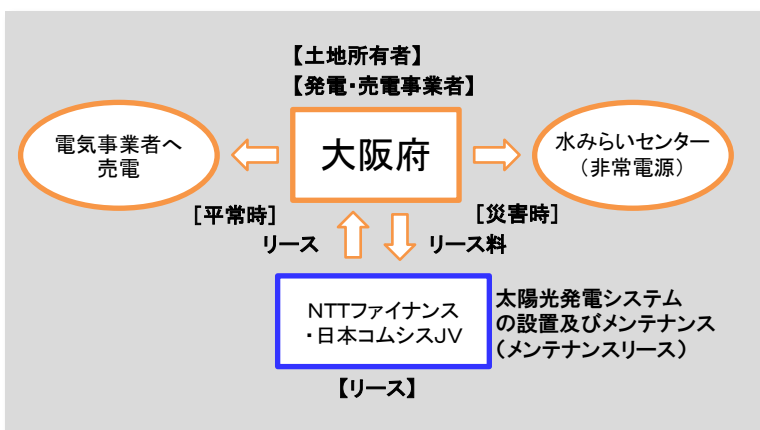 【土地所有者】
【発電・売電事業者】
電気事業者へ
売電
大阪府
水みらいセンター
（非常電源）
［平常時］
［災害時］
リース
リース料
NTTファイナンス
・日本コムシスJV
太陽光発電システム
の設置及びメンテナンス
（メンテナンスリース）
【リース】